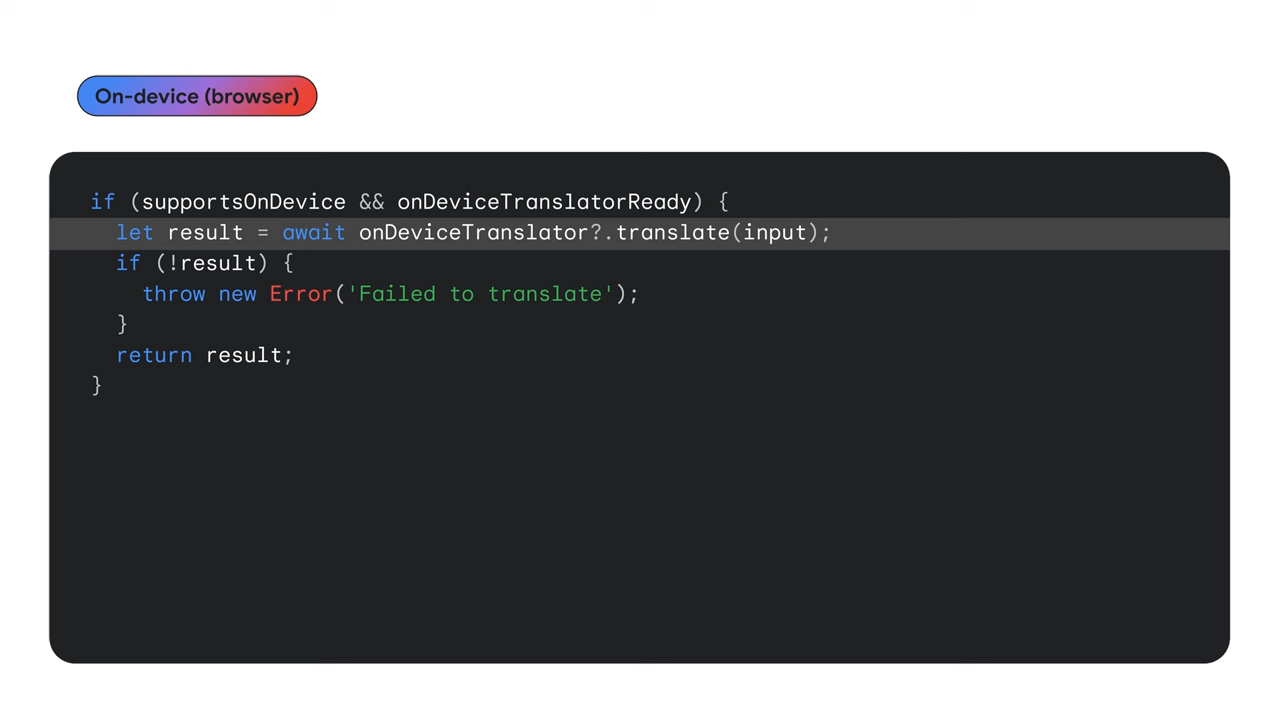 On-device (browser)
if (supportsOnDevice && onDeviceTranslatorReady) {
  let result = await onDeviceTranslator?.translate(input);
  if (!result) {
    throw new Error('Failed to translate');
  }
  return result;
}